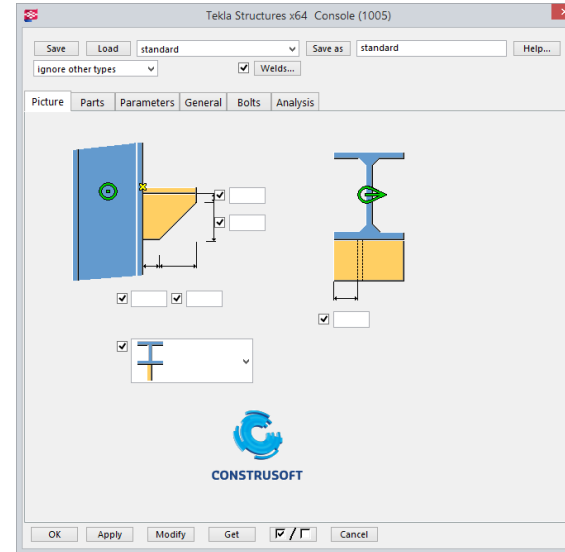 Tekla Structures x64 Console (1005)
Save Load standard Save as standard Help...
ignore other types Welds...
Picture Parts Parameters General Bolts Analysis
CONSTRUSOFT
OK Apply Modify Get / Cancel